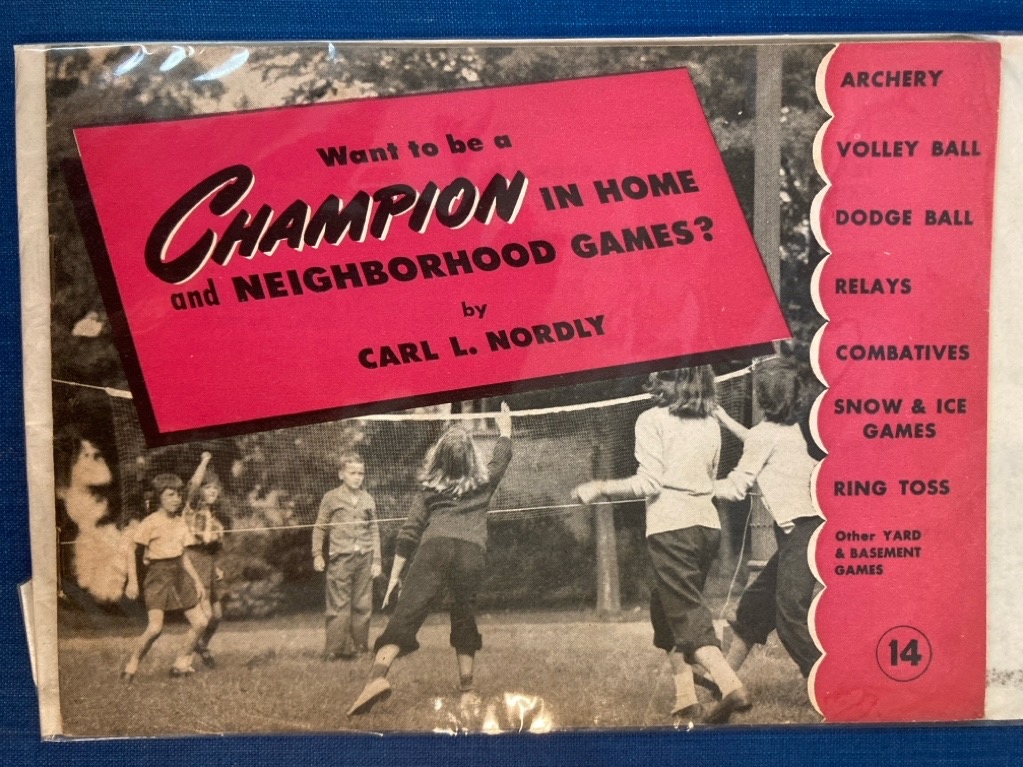 Want to be a
CHAMPION IN HOME
and NEIGHBORHOOD GAMES?
by
CARL L. NORDLY
ARCHERY
VOLLEY BALL
DODGE BALL
RELAYS
COMBATIVES
SNOW & ICE
GAMES
RING TOSS
Other YARD
& BASEMENT
GAMES
14